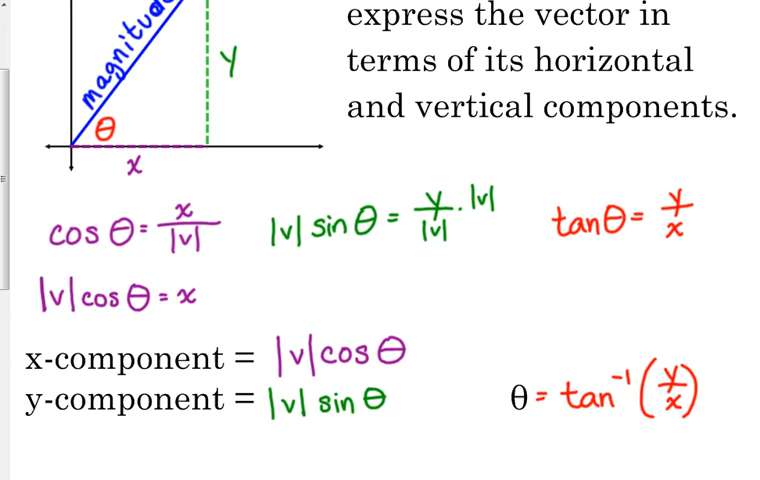 magnitud
y
θ
x
express the vector in
terms of its horizontal
and vertical components.
cos θ = x/|v|
|v| sin θ = y/|v| · |v|
tan θ = y/x
|v| cos θ = x
x-component = |v| cos θ
y-component = |v| sin θ
θ = tan⁻¹ (y/x)